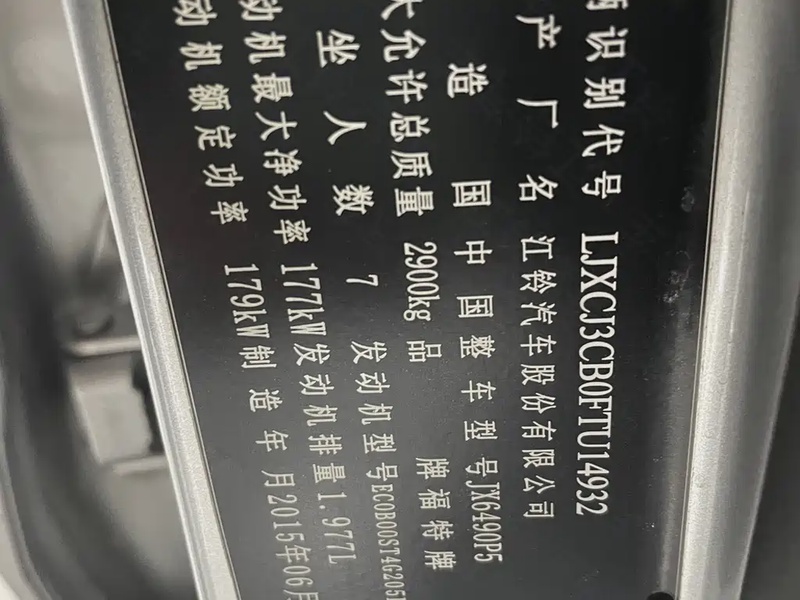 辆识别代号 LJXCJ3CB0FTU14932
产厂名 江铃汽车股份有限公司
造国 中国 整车型号 JX6490P5
大允许总质量 2900kg 品牌 福特牌
坐人数 7 发动机型号 ECOB00ST4G205
动机最大净功率 177kW 发动机排量 1.977L
动机额定功率 179kW 制造年月 2015年06月